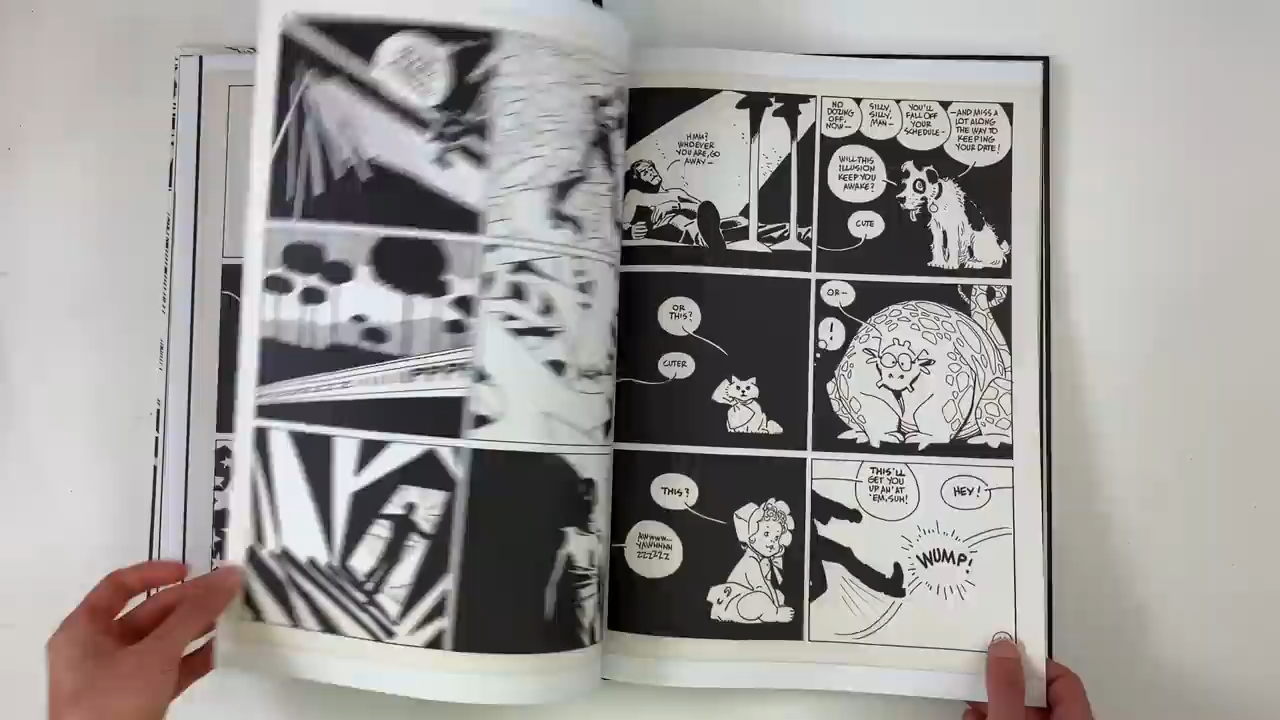 HMM?
WHOEVER
YOU ARE, GO
AWAY—
NO
DOZING
OFF,
NOW—
SILLY,
SILLY,
MAN—
YOU'LL
FALL OFF
YOUR
SCHEDULE—
—AND MISS A
LOT ALONG
THE WAY TO
KEEPING
YOUR DATE!
WILL THIS
ILLUSION
KEEP YOU
AWAKE?
CUTE
OR
THIS?
CUTER
OR—
!
THIS?
AWWWW...
YAWNNNN
ZZZZZZ
THIS'LL
GET YOU
UP AN' AT
'EM, SUH!
HEY!
WUMP!